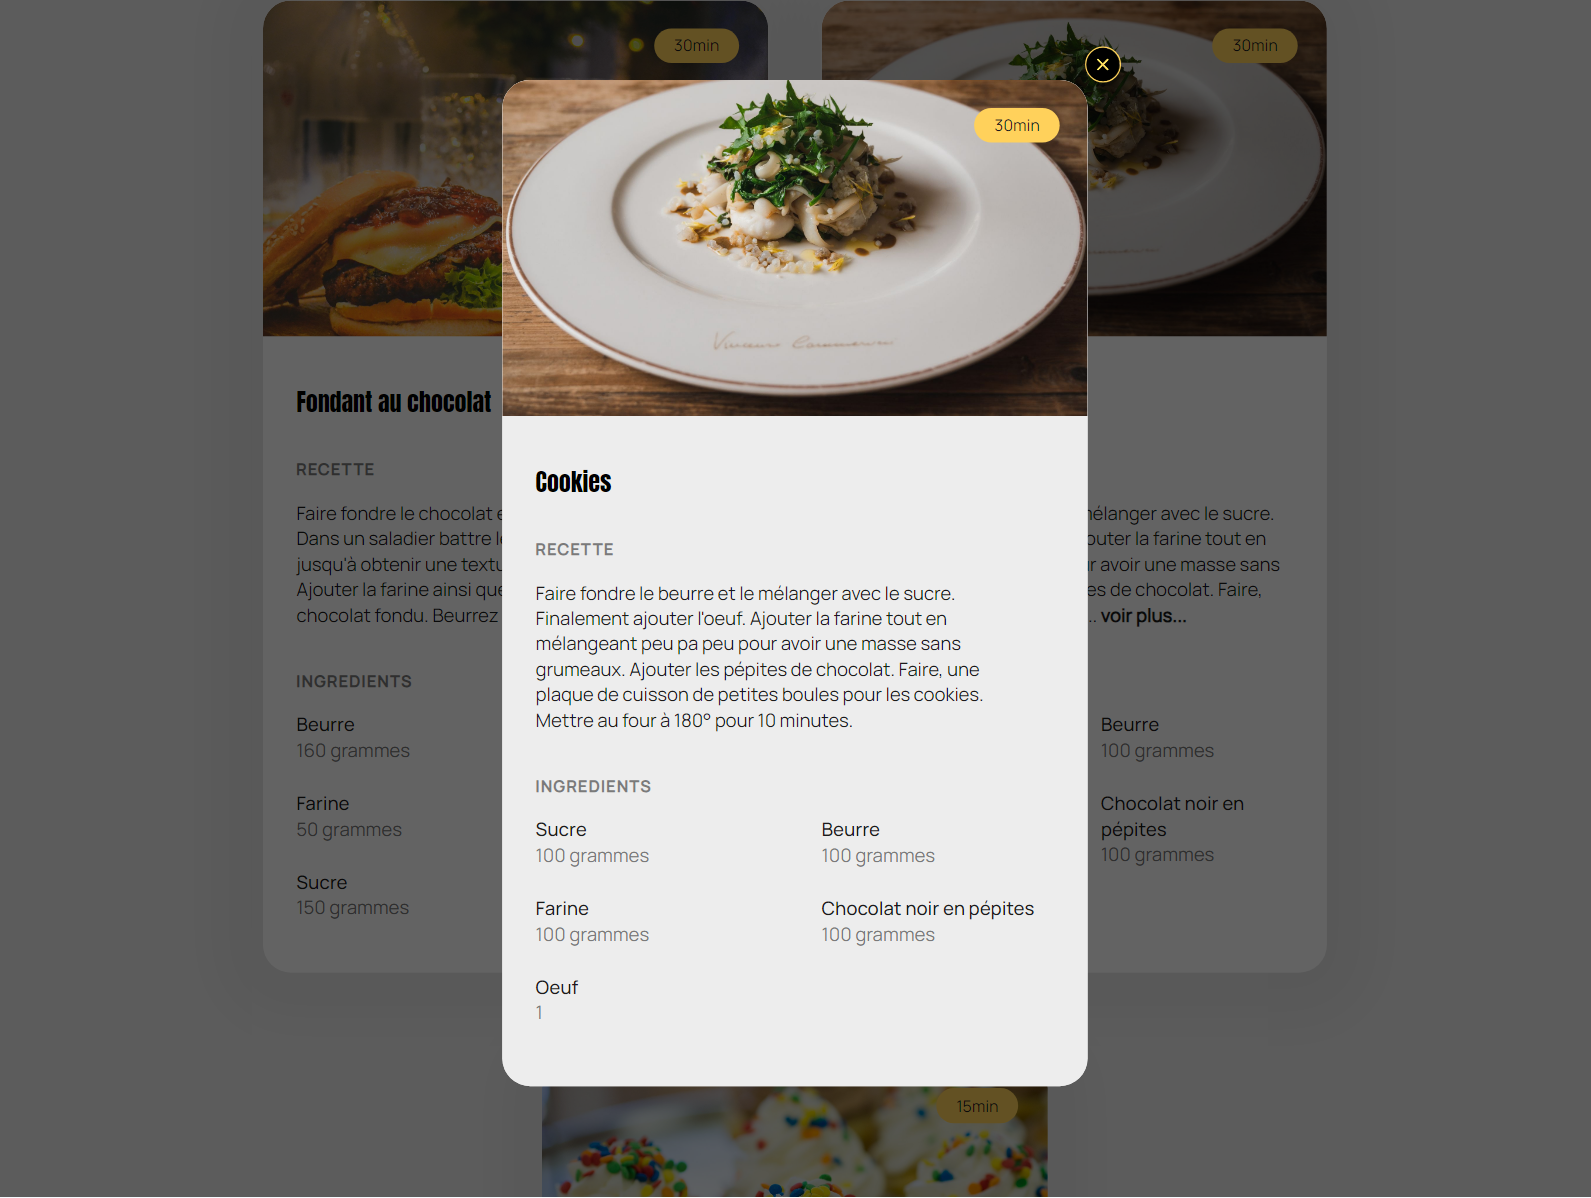 30min
30min
30min
Fondant au chocolat
RECETTE
Faire fondre le chocolat
Dans un saladier battre
jusqu'à obtenir une
Ajouter la farine ainsi
chocolat fondu. Beurrez
INGREDIENTS
Beurre
160 grammes
Farine
50 grammes
Sucre
150 grammes
Cookies
RECETTE
Faire fondre le beurre et le mélanger avec le sucre.
Finalement ajouter l'oeuf. Ajouter la farine tout en
mélangeant peu pa peu pour avoir une masse sans
grumeaux. Ajouter les pépites de chocolat. Faire, une
plaque de cuisson de petites boules pour les cookies.
Mettre au four à 180° pour 10 minutes.
INGREDIENTS
Sucre
100 grammes
Beurre
100 grammes
Farine
100 grammes
Chocolat noir en pépites
100 grammes
Oeuf
1
mélanger avec le sucre.
la farine tout en
avoir une masse sans
de chocolat. Faire,
.. voir plus...
Beurre
100 grammes
Chocolat noir en
pépites
100 grammes
15min